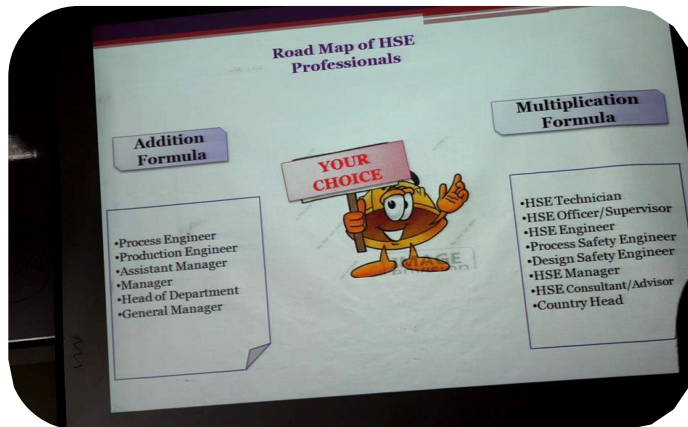 Road Map of HSE
Professionals
Addition
Formula
•Process Engineer
•Production Engineer
•Assistant Manager
•Manager
•Head of Department
•General Manager
YOUR
CHOICE
IMAGE
Multiplication
Formula
•HSE Technician
•HSE Officer/Supervisor
•HSE Engineer
•Process Safety Engineer
•Design Safety Engineer
•HSE Manager
•HSE Consultant/Advisor
•Country Head